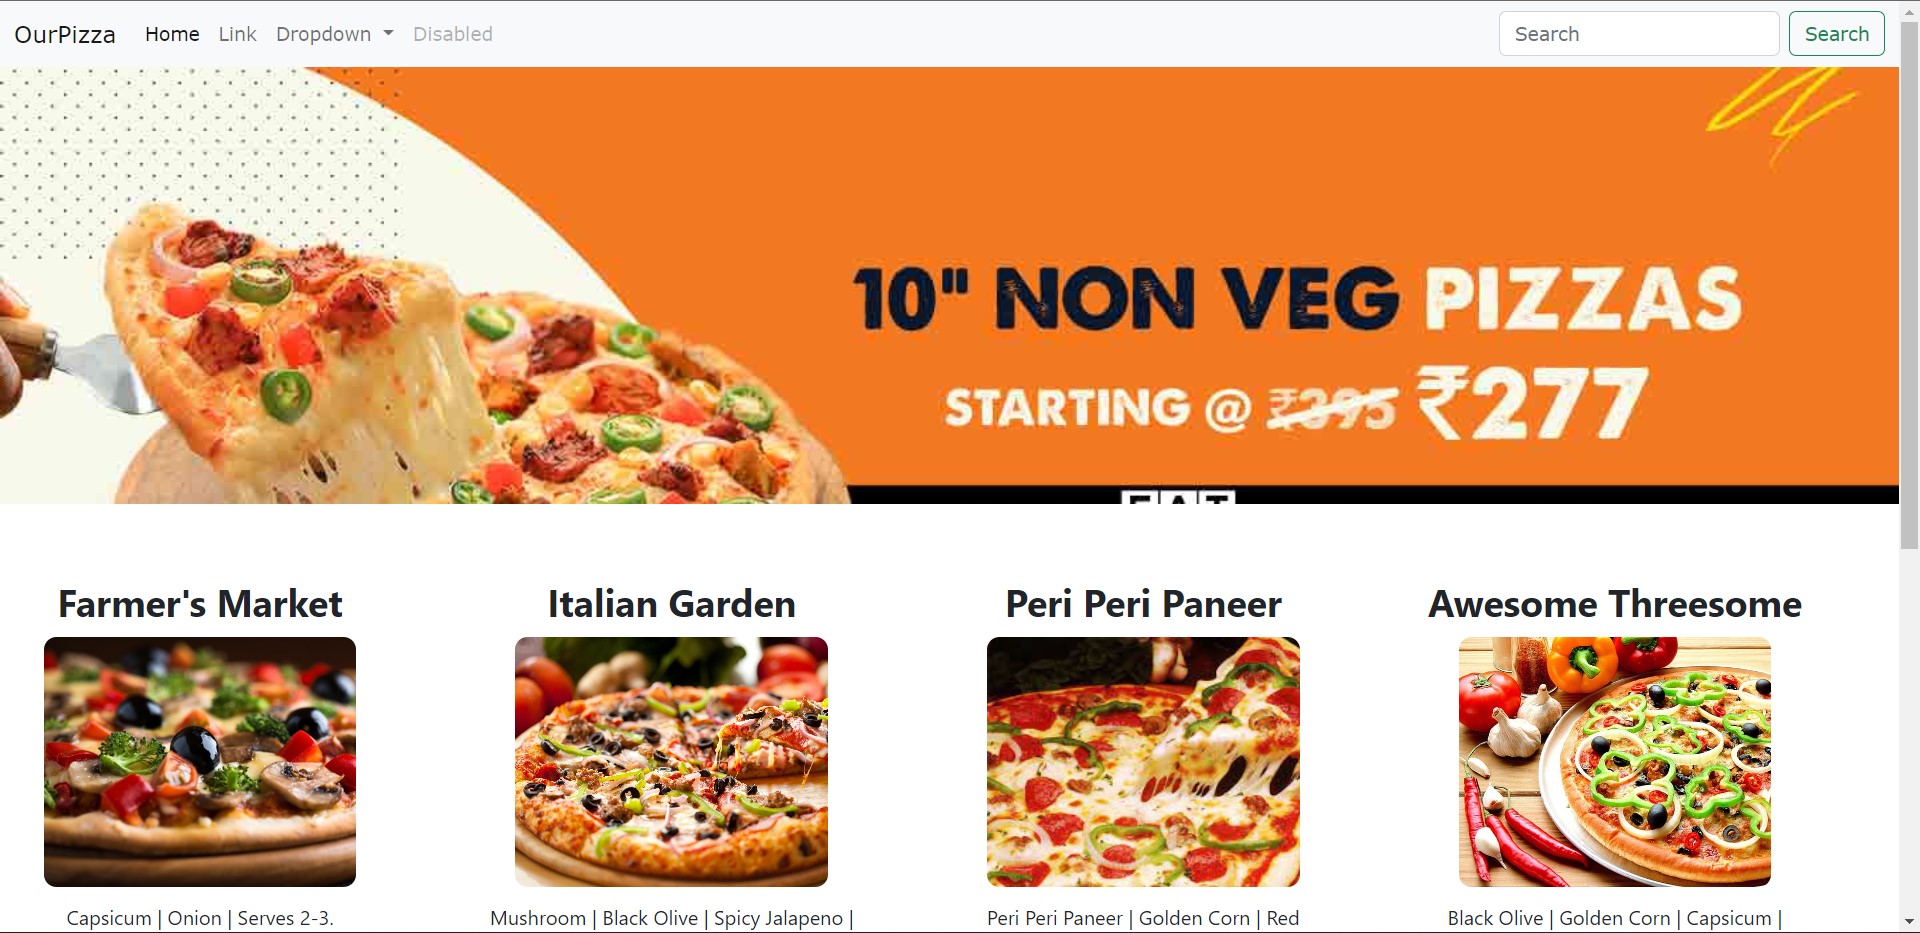 OurPizza Home Link Dropdown Disabled Search Search
10" NON VEG PIZZAS
STARTING @ ₹395 ₹277
EAT
Farmer's Market
Italian Garden
Peri Peri Paneer
Awesome Threesome
Capsicum | Onion | Serves 2-3.
Mushroom | Black Olive | Spicy Jalapeno |
Peri Peri Paneer | Golden Corn | Red
Black Olive | Golden Corn | Capsicum |